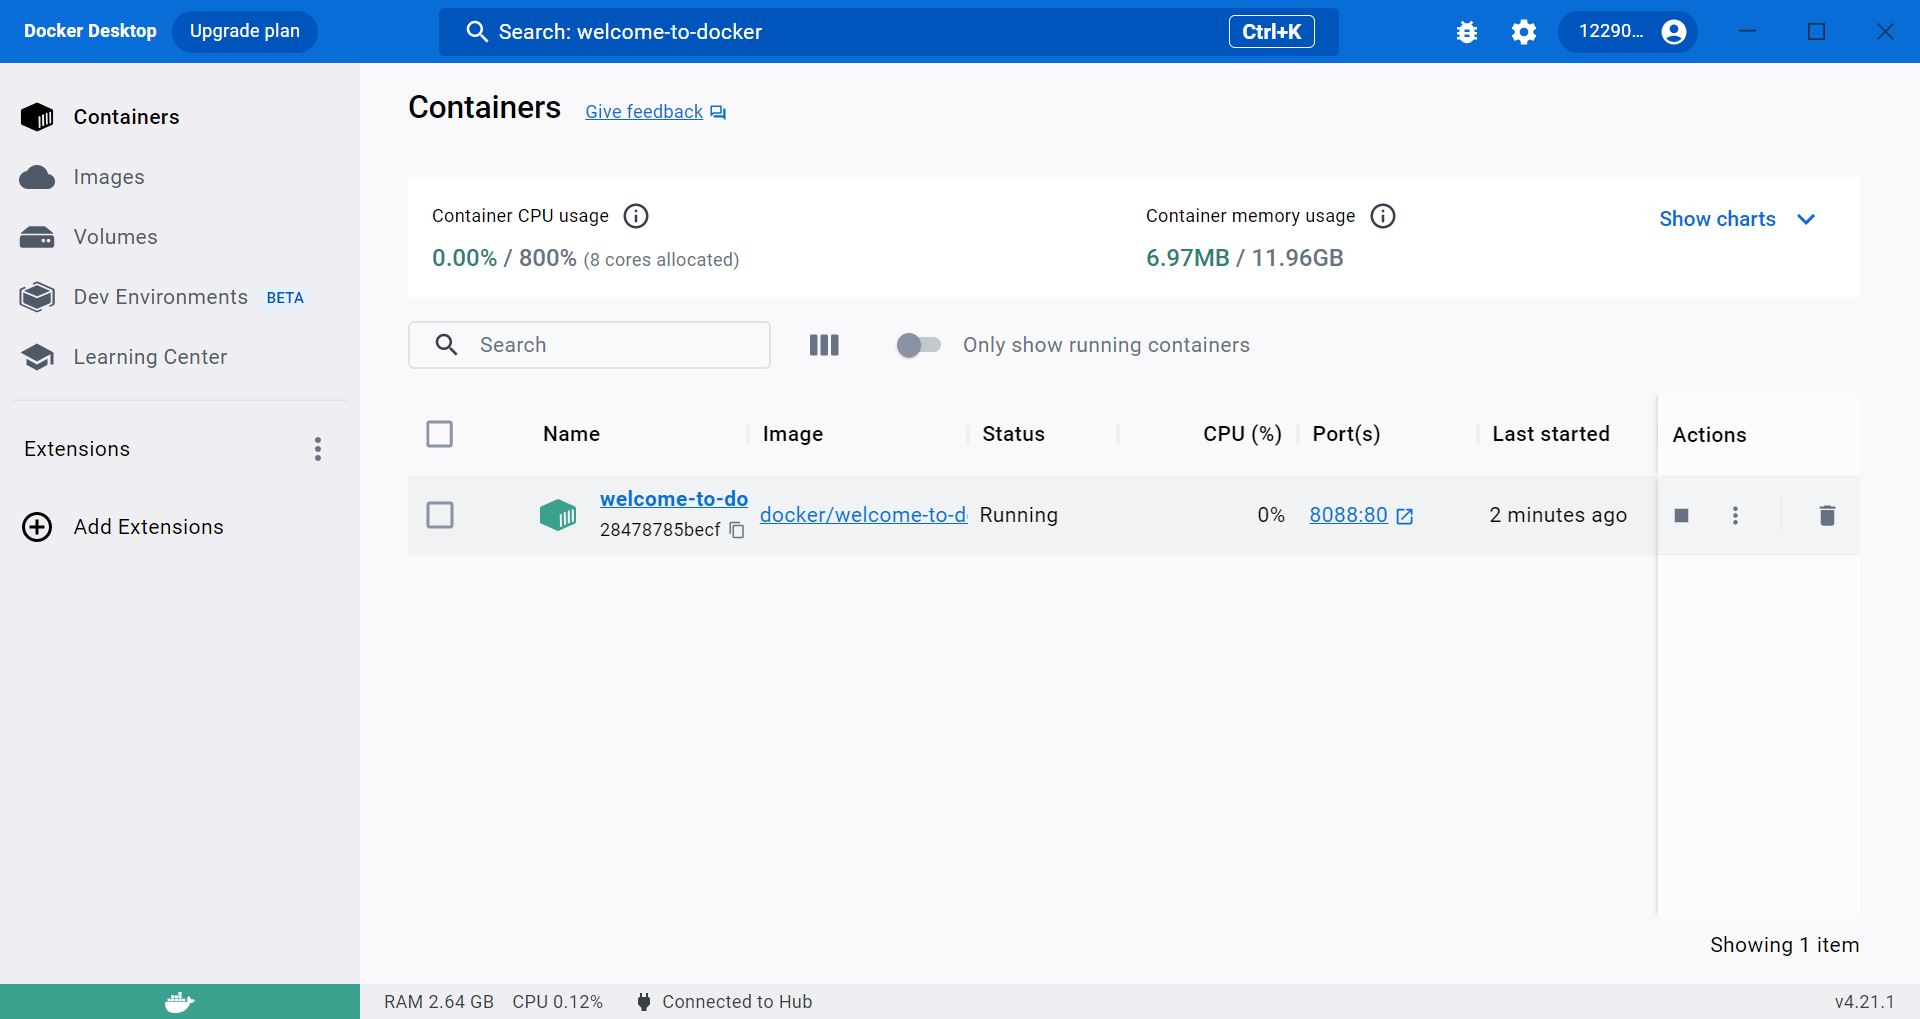 Docker Desktop Upgrade plan Search: welcome-to-docker Ctrl+K 12290...
Containers
Images
Volumes
Dev Environments BETA
Learning Center
Extensions
Add Extensions
Containers Give feedback
Container CPU usage
0.00% / 800% (8 cores allocated)
Container memory usage
6.97MB / 11.96GB
Show charts
Search Only show running containers
Name Image Status CPU (%) Port(s) Last started Actions
welcome-to-do
28478785becf
docker/welcome-to-d Running 0% 8088:80 2 minutes ago
Showing 1 item
RAM 2.64 GB CPU 0.12% Connected to Hub v4.21.1